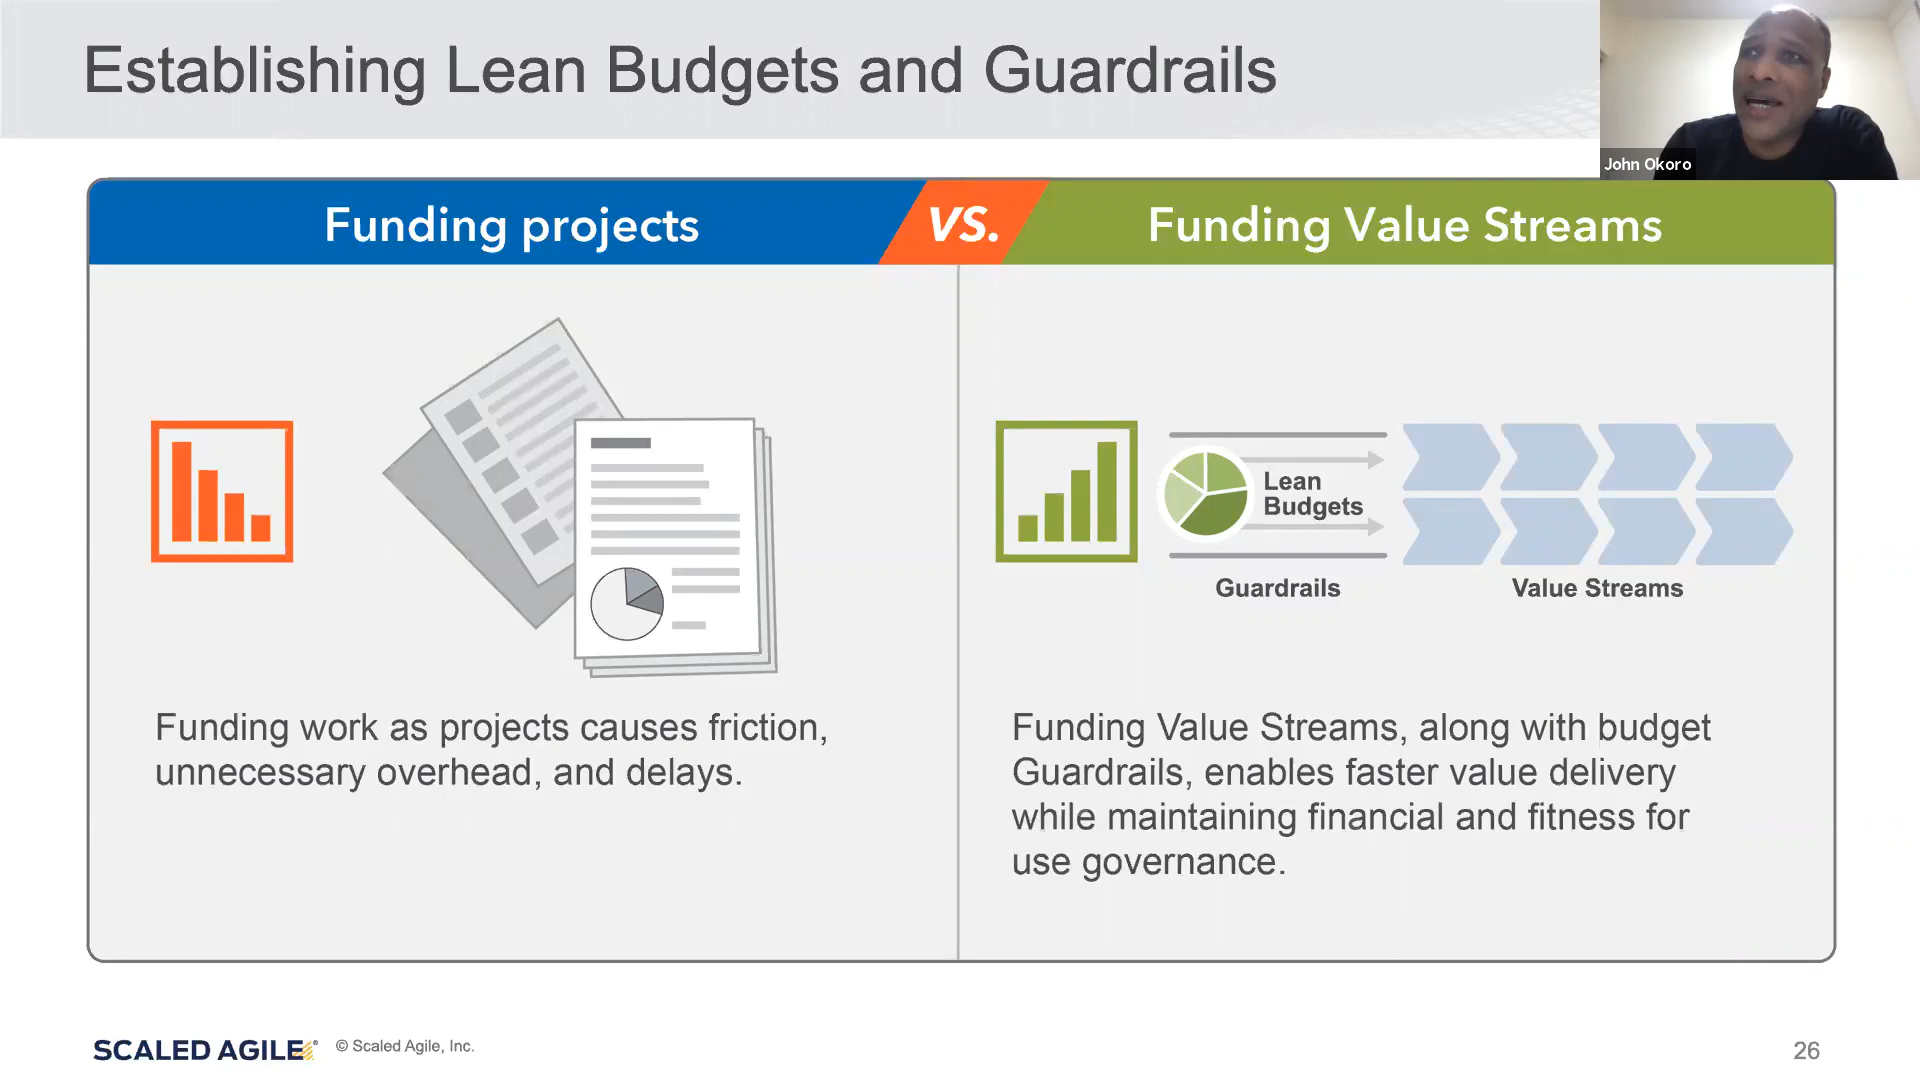 Establishing Lean Budgets and Guardrails
John Okoro
Funding projects
VS.
Funding Value Streams
Lean
Budgets
Guardrails
Value Streams
Funding work as projects causes friction,
unnecessary overhead, and delays.
Funding Value Streams, along with budget
Guardrails, enables faster value delivery
while maintaining financial and fitness for
use governance.
SCALED AGILE®
© Scaled Agile, Inc.
26